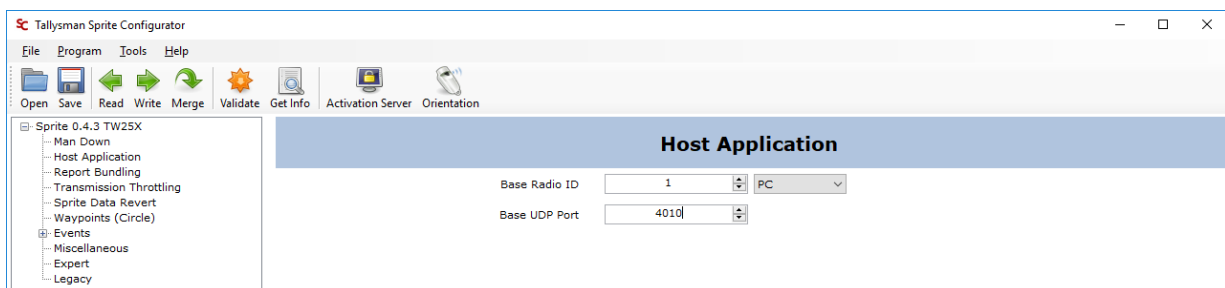 SC Tallysman Sprite Configurator
File Program Tools Help
Open Save Read Write Merge Validate Get Info Activation Server Orientation
Sprite 0.4.3 TW25X
Man Down
Host Application
Report Bundling
Transmission Throttling
Sprite Data Revert
Waypoints (Circle)
Events
Miscellaneous
Expert
Legacy
Host Application
Base Radio ID 1 PC
Base UDP Port 4010